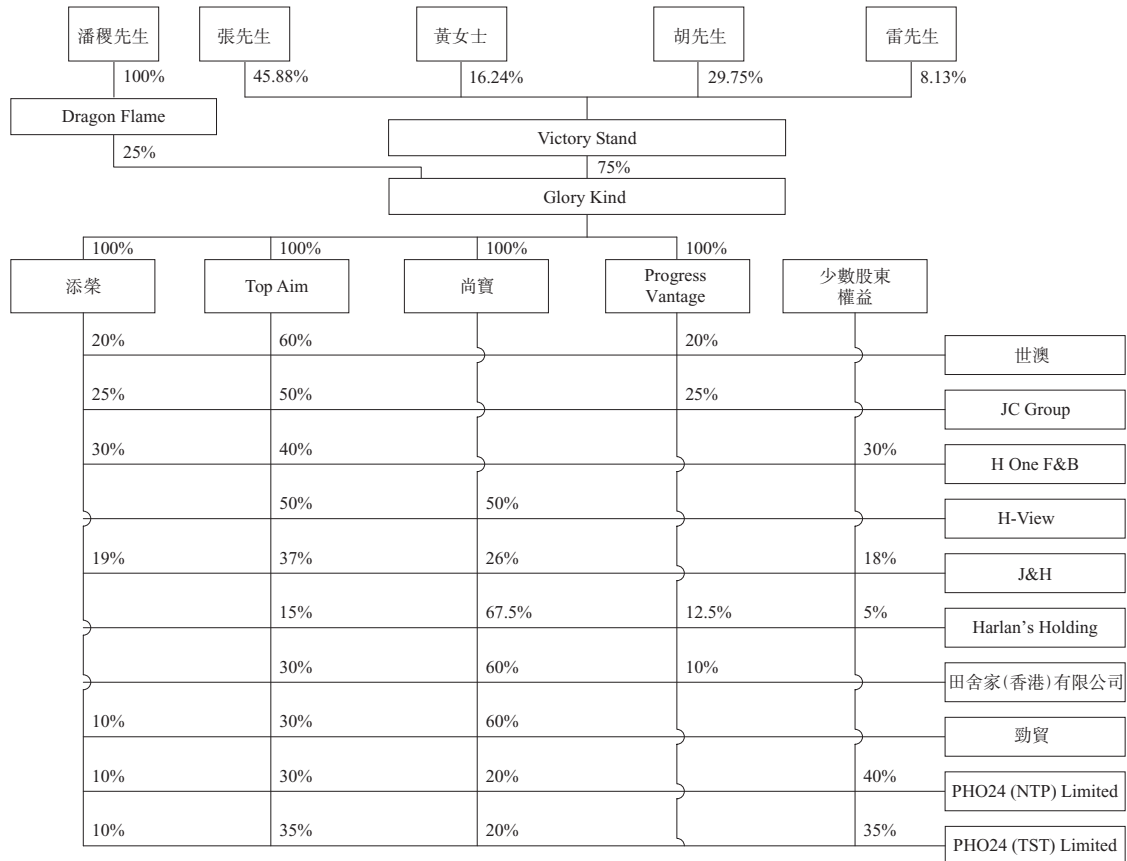 潘稷先生 張先生 黃女士 胡先生 雷先生
100% 45.88% 16.24% 29.75% 8.13%
Dragon Flame
Victory Stand
25%
75%
Glory Kind
100% 100% 100% 100%
添榮 Top Aim 尚寶 Progress Vantage 少數股東權益
20% 60% 20%
世澳
25% 50% 25%
JC Group
30% 40% 30%
H One F&B
50% 50%
H-View
19% 37% 26% 18%
J&H
15% 67.5% 12.5% 5%
Harlan’s Holding
30% 60% 10%
田舍家(香港)有限公司
10% 30% 60%
勁貿
10% 30% 20% 40%
PHO24 (NTP) Limited
10% 35% 20% 35%
PHO24 (TST) Limited